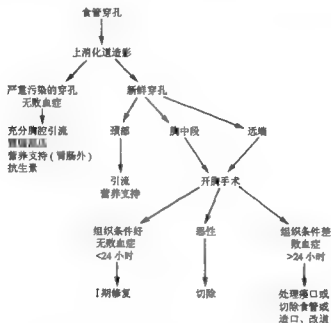 食管穿孔
上消化道造影
严重污染的穿孔
无败血症
新鲜穿孔
充分胸腔引流
营养支持（胃肠外）
抗生素
颈部
胸中段
远端
引流
营养支持
开胸手术
组织条件好
无败血症
<24小时
恶性
组织条件差
败血症
>24小时
I期修复
切除
处理瘘口或
切除食管或
造口、改道